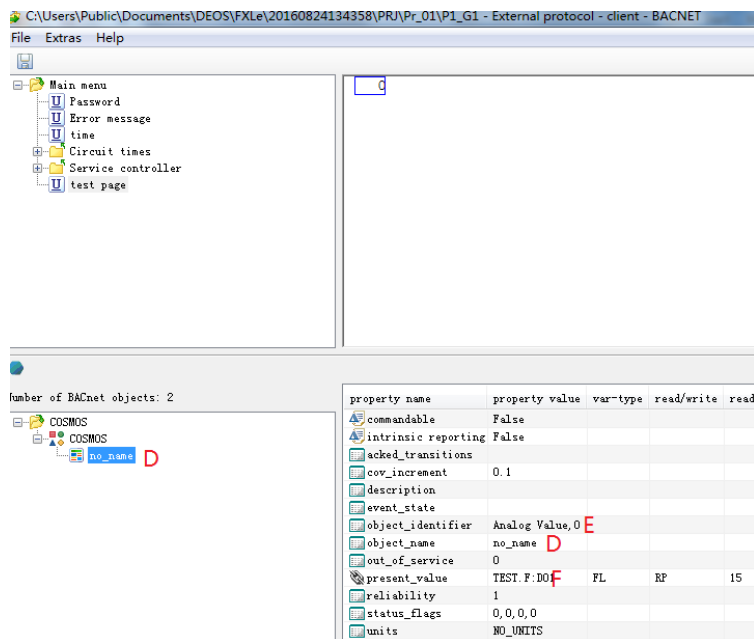 C:\Users\Public\Documents\DEOS\FXLe\20160824134358\PRJ\Pr_01\P1_G1 - External protocol - client - BACNET
File Extras Help
Main menu
U Password
U Error message
U time
Circuit times
Service controller
U test page
0
Number of BACnet objects: 2
COSMOS
COSMOS
no_name D
property name property value var-type read/write read
commandable False
intrinsic reporting False
acked_transitions
cov_increment 0.1
description
event_state
object_identifier Analog Value,0 E
object_name no_name D
out_of_service 0
present_value TEST.F:D01 F FL RP 15
reliability 1
status_flags 0,0,0,0
units NO_UNITS